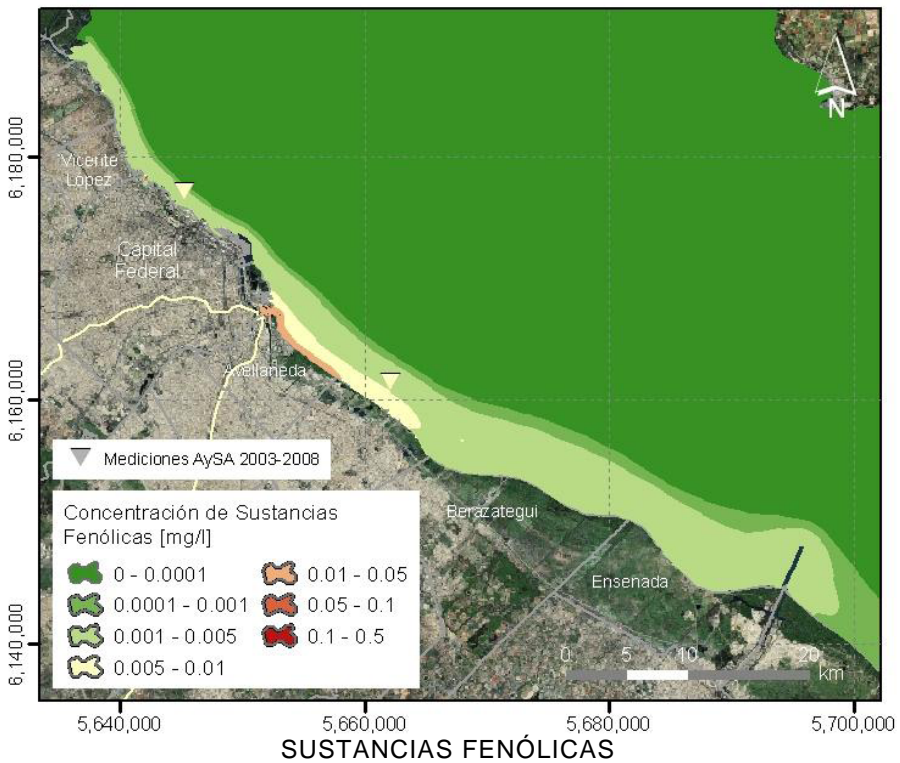 N
6,180,000
6,160,000
6,140,000
Vicente
López
Capital
Federal
Avellaneda
Berazategui
Ensenada
Mediciones AySA 2003-2008
Concentración de Sustancias
Fenólicas [mg/l]
0 - 0.0001
0.0001 - 0.001
0.001 - 0.005
0.005 - 0.01
0.01 - 0.05
0.05 - 0.1
0.1 - 0.5
0 5 10 20
km
5,640,000 5,660,000 5,680,000 5,700,000
SUSTANCIAS FENÓLICAS